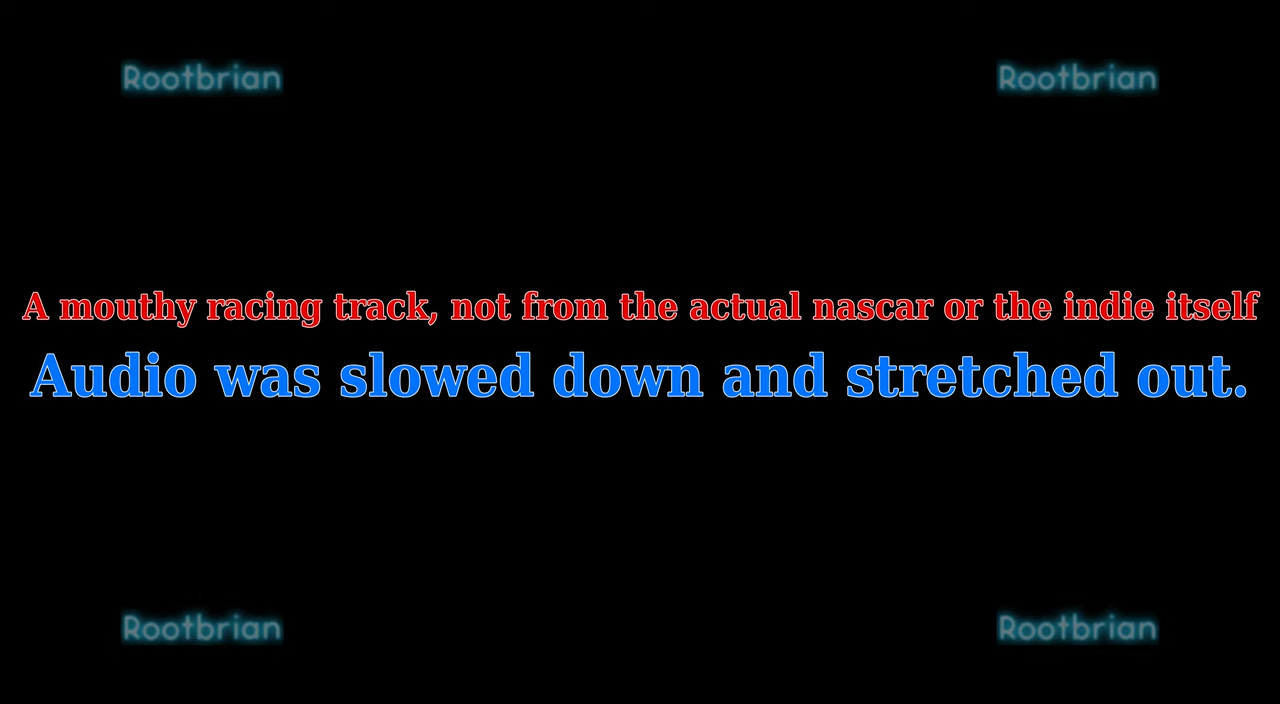 Rootbrian Rootbrian
A mouthy racing track, not from the actual nascar or the indie itself
Audio was slowed down and stretched out.
Rootbrian Rootbrian